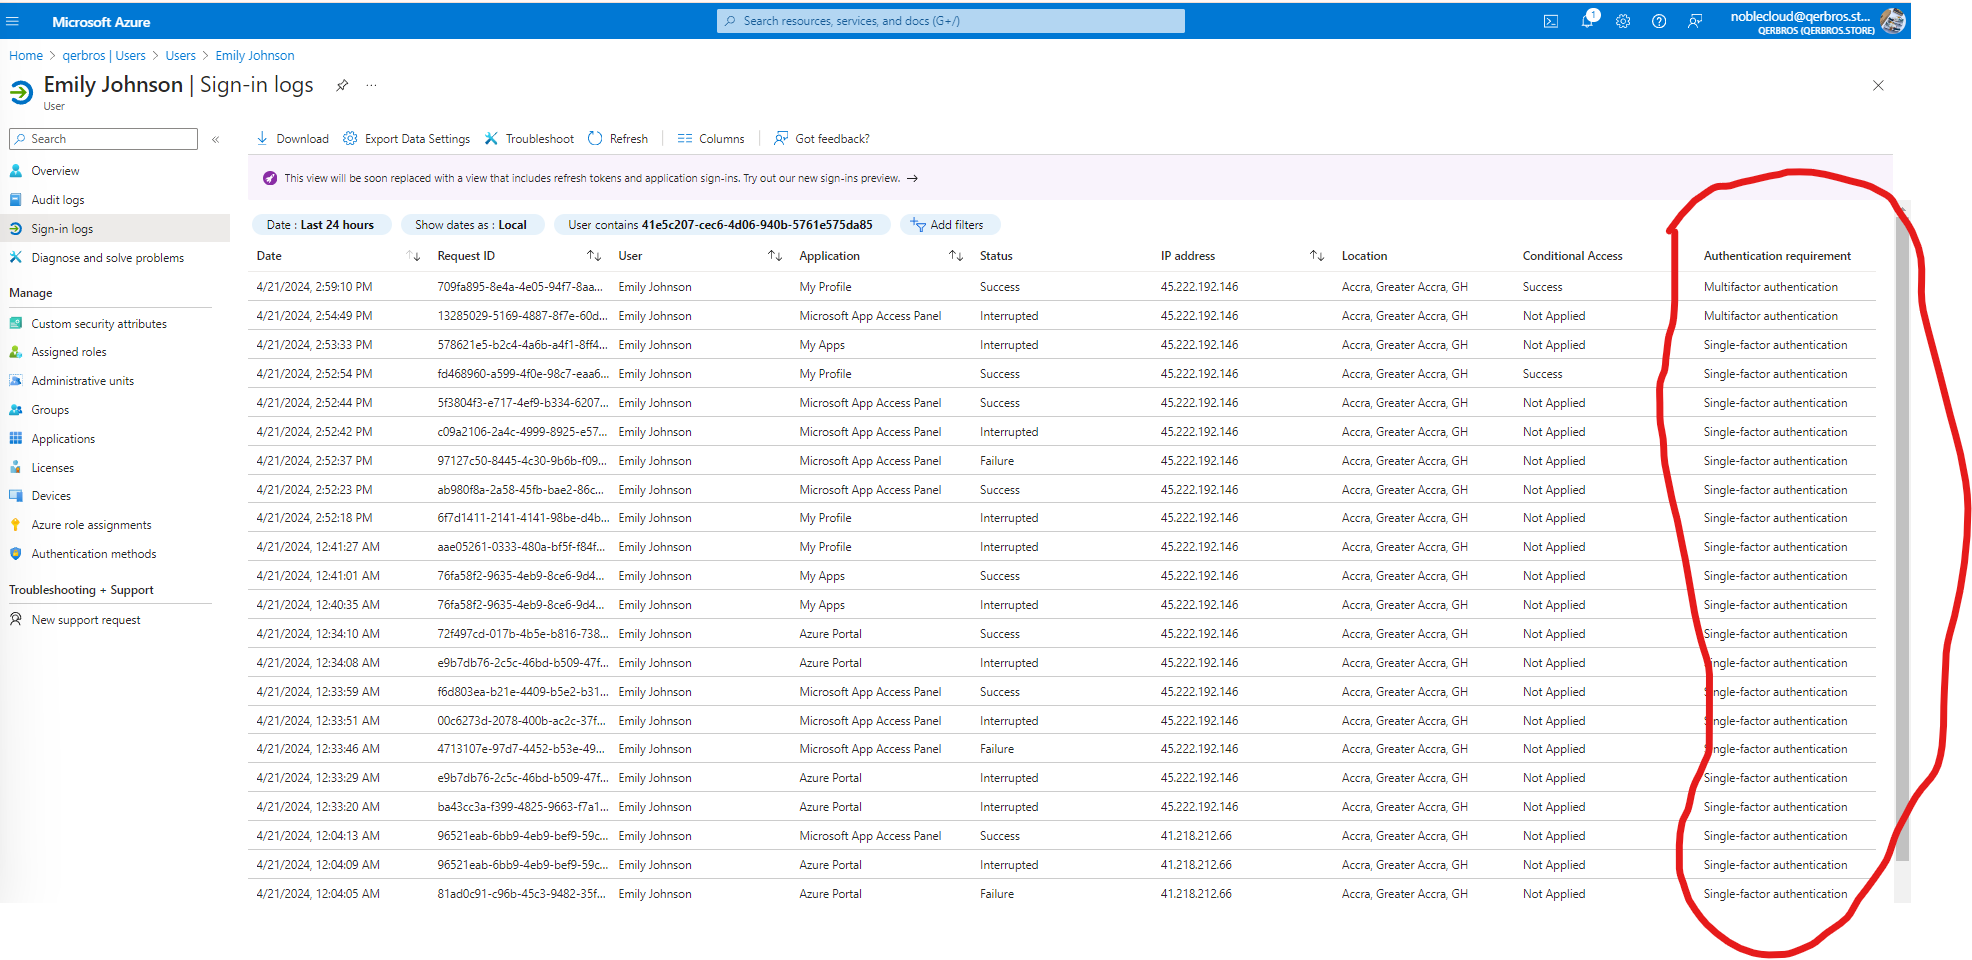 Microsoft Azure
Search resources, services, and docs (G+/)
1
noblecloud@qerbros.st...
QERBROS (QERBROS.STORE)
Home > qerbros | Users > Users > Emily Johnson
Emily Johnson | Sign-in logs
User
Search
Overview
Audit logs
Sign-in logs
Diagnose and solve problems
Manage
Custom security attributes
Assigned roles
Administrative units
Groups
Applications
Licenses
Devices
Azure role assignments
Authentication methods
Troubleshooting + Support
New support request
Download Export Data Settings Troubleshoot Refresh Columns Got feedback?
This view will be soon replaced with a view that includes refresh tokens and application sign-ins. Try out our new sign-ins preview. →
Date : Last 24 hours Show dates as : Local User contains 41e5c207-cec6-4d06-940b-5761e575da85 Add filters
Date Request ID User Application Status IP address Location Conditional Access Authentication requirement
4/21/2024, 2:59:10 PM 709fa895-8e4a-4e05-94f7-8aa... Emily Johnson My Profile Success 45.222.192.146 Accra, Greater Accra, GH Success Multifactor authentication
4/21/2024, 2:54:49 PM 13285029-5169-4887-8f7e-60d... Emily Johnson Microsoft App Access Panel Interrupted 45.222.192.146 Accra, Greater Accra, GH Not Applied Multifactor authentication
4/21/2024, 2:53:33 PM 578621e5-b2c4-4a6b-a4f1-8ff4... Emily Johnson My Apps Interrupted 45.222.192.146 Accra, Greater Accra, GH Not Applied Single-factor authentication
4/21/2024, 2:52:54 PM fd468960-a599-4f0e-98c7-eaa6... Emily Johnson My Profile Success 45.222.192.146 Accra, Greater Accra, GH Success Single-factor authentication
4/21/2024, 2:52:44 PM 5f3804f3-e717-4ef9-b334-6207... Emily Johnson Microsoft App Access Panel Success 45.222.192.146 Accra, Greater Accra, GH Not Applied Single-factor authentication
4/21/2024, 2:52:42 PM c09a2106-2a4c-4999-8925-e57... Emily Johnson Microsoft App Access Panel Interrupted 45.222.192.146 Accra, Greater Accra, GH Not Applied Single-factor authentication
4/21/2024, 2:52:37 PM 97127c50-8445-4c30-9b6b-f09... Emily Johnson Microsoft App Access Panel Failure 45.222.192.146 Accra, Greater Accra, GH Not Applied Single-factor authentication
4/21/2024, 2:52:23 PM ab980f8a-2a58-45fb-bae2-86c... Emily Johnson Microsoft App Access Panel Success 45.222.192.146 Accra, Greater Accra, GH Not Applied Single-factor authentication
4/21/2024, 2:52:18 PM 6f7d1411-2141-4141-98be-d4b... Emily Johnson My Profile Interrupted 45.222.192.146 Accra, Greater Accra, GH Not Applied Single-factor authentication
4/21/2024, 12:41:27 AM aae05261-0333-480a-bf5f-f84f... Emily Johnson My Profile Interrupted 45.222.192.146 Accra, Greater Accra, GH Not Applied Single-factor authentication
4/21/2024, 12:41:01 AM 76fa58f2-9635-4eb9-8ce6-9d4... Emily Johnson My Apps Success 45.222.192.146 Accra, Greater Accra, GH Not Applied Single-factor authentication
4/21/2024, 12:40:35 AM 76fa58f2-9635-4eb9-8ce6-9d4... Emily Johnson My Apps Interrupted 45.222.192.146 Accra, Greater Accra, GH Not Applied Single-factor authentication
4/21/2024, 12:34:10 AM 72f497cd-017b-4b5e-b816-738... Emily Johnson Azure Portal Success 45.222.192.146 Accra, Greater Accra, GH Not Applied Single-factor authentication
4/21/2024, 12:34:08 AM e9b7db76-2c5c-46bd-b509-47f... Emily Johnson Azure Portal Interrupted 45.222.192.146 Accra, Greater Accra, GH Not Applied Single-factor authentication
4/21/2024, 12:33:59 AM f6d803ea-b21e-4409-b5e2-b31... Emily Johnson Microsoft App Access Panel Success 45.222.192.146 Accra, Greater Accra, GH Not Applied Single-factor authentication
4/21/2024, 12:33:51 AM 00c6273d-2078-400b-ac2c-37f... Emily Johnson Microsoft App Access Panel Interrupted 45.222.192.146 Accra, Greater Accra, GH Not Applied Single-factor authentication
4/21/2024, 12:33:46 AM 4713107e-97d7-4452-b53e-49... Emily Johnson Microsoft App Access Panel Failure 45.222.192.146 Accra, Greater Accra, GH Not Applied Single-factor authentication
4/21/2024, 12:33:29 AM e9b7db76-2c5c-46bd-b509-47f... Emily Johnson Azure Portal Interrupted 45.222.192.146 Accra, Greater Accra, GH Not Applied Single-factor authentication
4/21/2024, 12:33:20 AM ba43cc3a-f399-4825-9663-f7a1... Emily Johnson Azure Portal Interrupted 45.222.192.146 Accra, Greater Accra, GH Not Applied Single-factor authentication
4/21/2024, 12:04:13 AM 96521eab-6bb9-4eb9-bef9-59c... Emily Johnson Microsoft App Access Panel Success 41.218.212.66 Accra, Greater Accra, GH Not Applied Single-factor authentication
4/21/2024, 12:04:09 AM 96521eab-6bb9-4eb9-bef9-59c... Emily Johnson Azure Portal Interrupted 41.218.212.66 Accra, Greater Accra, GH Not Applied Single-factor authentication
4/21/2024, 12:04:05 AM 81ad0c91-c96b-45c3-9482-35f... Emily Johnson Azure Portal Failure 41.218.212.66 Accra, Greater Accra, GH Not Applied Single-factor authentication